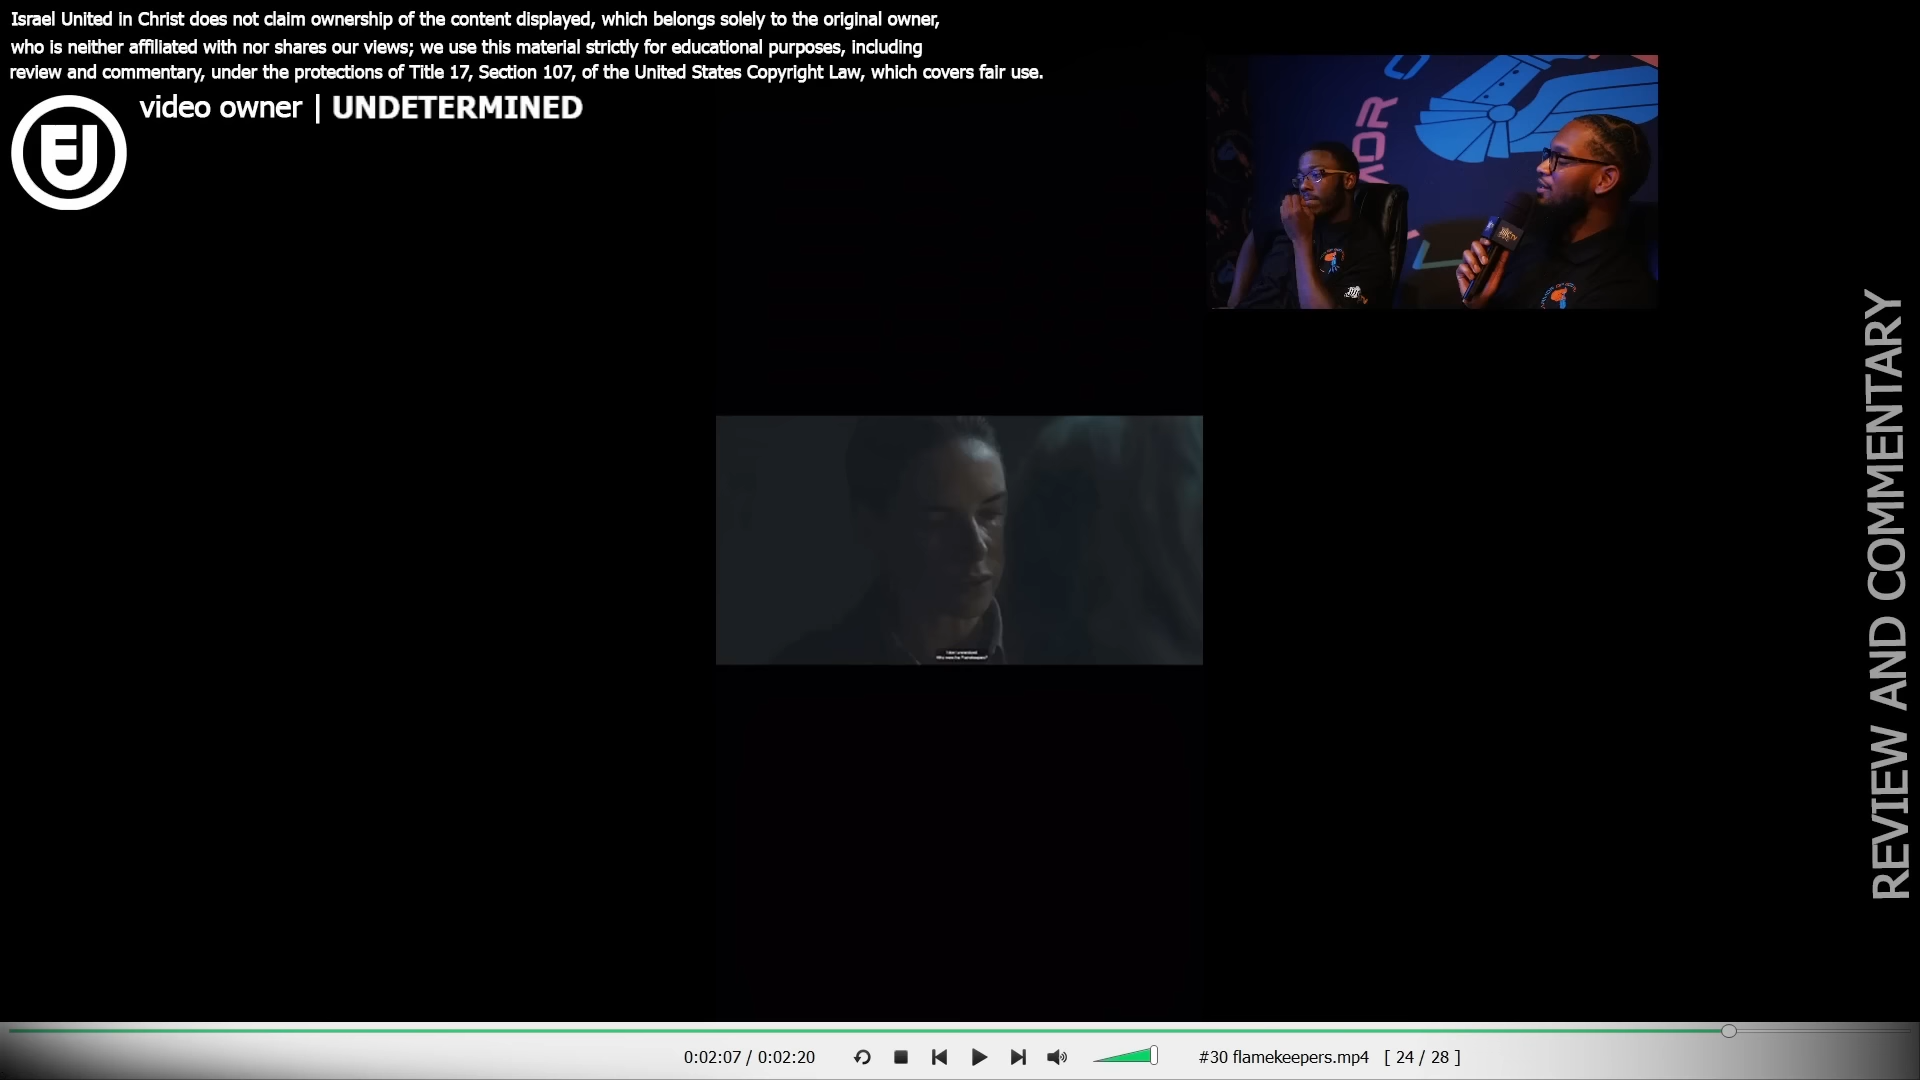 Israel United in Christ does not claim ownership of the content displayed, which belongs solely to the original owner,
who is neither affiliated with nor shares our views; we use this material strictly for educational purposes, including
review and commentary, under the protections of Title 17, Section 107, of the United States Copyright Law, which covers fair use.
video owner | UNDETERMINED
REVIEW AND COMMENTARY
0:02:07 / 0:02:20
#30 flamekeepers.mp4 [ 24 / 28 ]